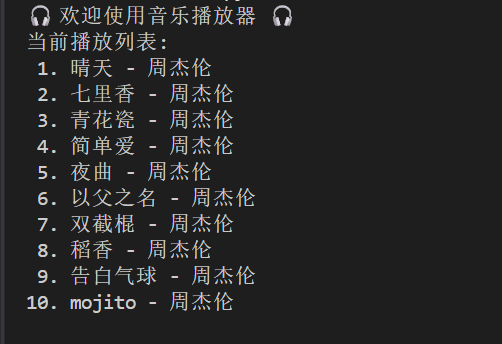 🎧 欢迎使用音乐播放器 🎧
当前播放列表:
1. 晴天 - 周杰伦
2. 七里香 - 周杰伦
3. 青花瓷 - 周杰伦
4. 简单爱 - 周杰伦
5. 夜曲 - 周杰伦
6. 以父之名 - 周杰伦
7. 双截棍 - 周杰伦
8. 稻香 - 周杰伦
9. 告白气球 - 周杰伦
10. mojito - 周杰伦